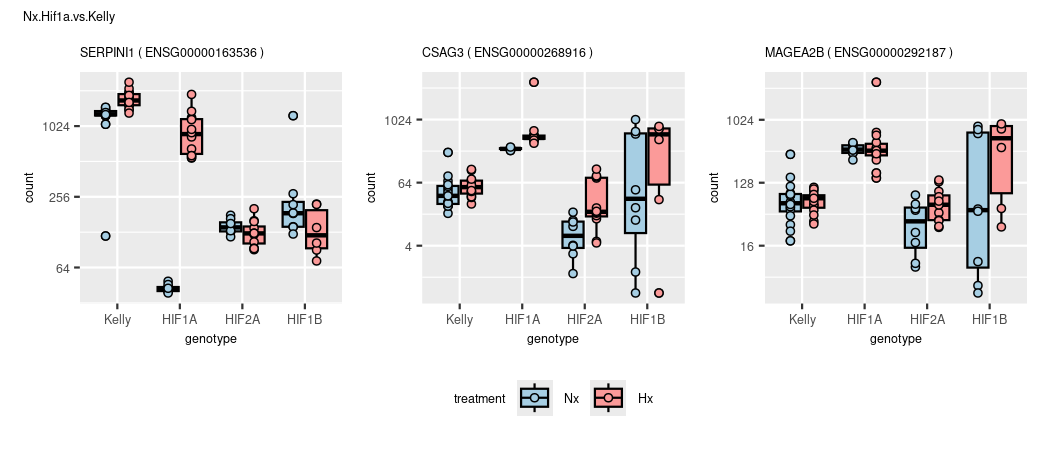 Nx.Hif1a.vs.Kelly
SERPINI1 ( ENSG00000163536 )
CSAG3 ( ENSG00000268916 )
MAGEA2B ( ENSG00000292187 )
count
1024
256
64
Kelly HIF1A HIF2A HIF1B
genotype
count
1024
64
4
Kelly HIF1A HIF2A HIF1B
genotype
count
1024
128
16
Kelly HIF1A HIF2A HIF1B
genotype
treatment Nx Hx